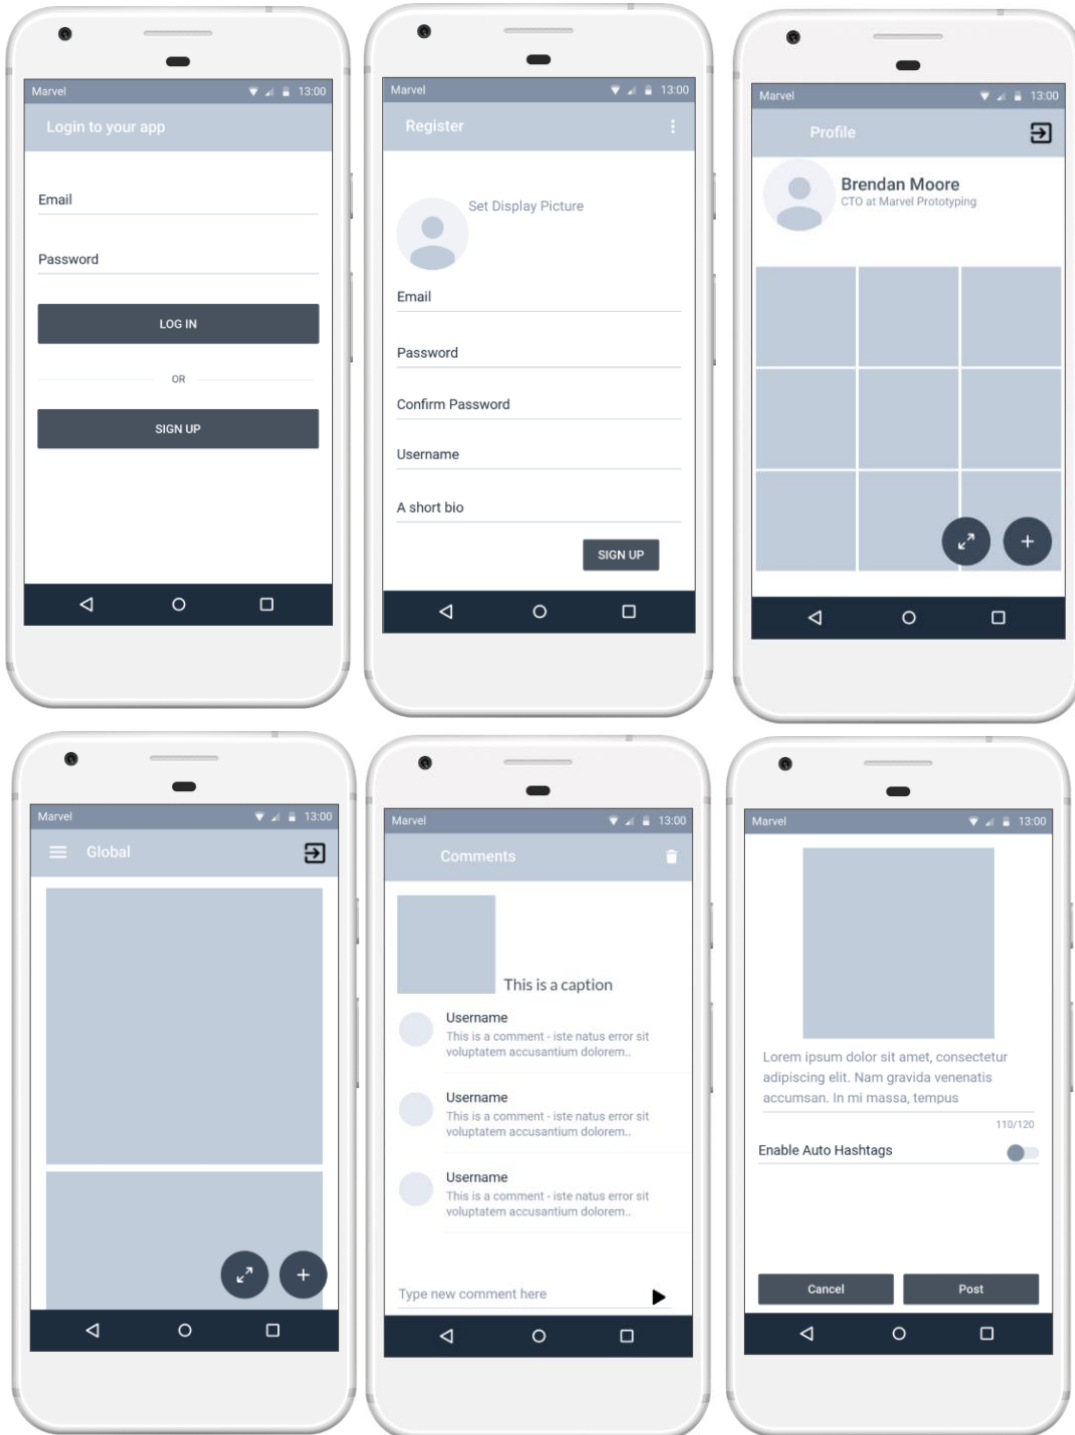 Marvel 13:00
Login to your app
Email
Password
LOG IN
OR
SIGN UP
Marvel 13:00
Register
Set Display Picture
Email
Password
Confirm Password
Username
A short bio
SIGN UP
Marvel 13:00
Profile
Brendan Moore
CTO at Marvel Prototyping
Marvel 13:00
Global
Marvel 13:00
Comments
This is a caption
Username
This is a comment - iste natus error sit
voluptatem accusantium dolorem..
Username
This is a comment - iste natus error sit
voluptatem accusantium dolorem..
Username
This is a comment - iste natus error sit
voluptatem accusantium dolorem..
Type new comment here
Marvel 13:00
Lorem ipsum dolor sit amet, consectetur
adipiscing elit. Nam gravida venenatis
accumsan. In mi massa, tempus
110/120
Enable Auto Hashtags
Cancel Post